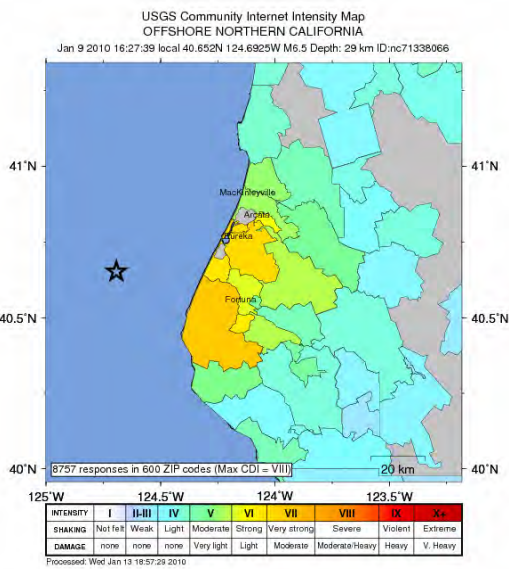 USGS Community Internet Intensity Map
OFFSHORE NORTHERN CALIFORNIA
Jan 9 2010 16:27:39 local 40.652N 124.6925W M6.5 Depth: 29 km ID:nc71338066
41°N
41°N
MacKinleyville
Arcata
Eureka
Fortuna
40.5°N
40.5°N
8757 responses in 600 ZIP codes (Max CDI = VIII)
20 km
40°N
40°N
125°W
124.5°W
124°W
123.5°W
INTENSITY I II-III IV V VI VII VIII IX X+
SHAKING Not felt Weak Light Moderate Strong Very strong Severe Violent Extreme
DAMAGE none none none Very light Light Moderate Moderate/Heavy Heavy V. Heavy
Processed: Wed Jan 13 18:57:29 2010